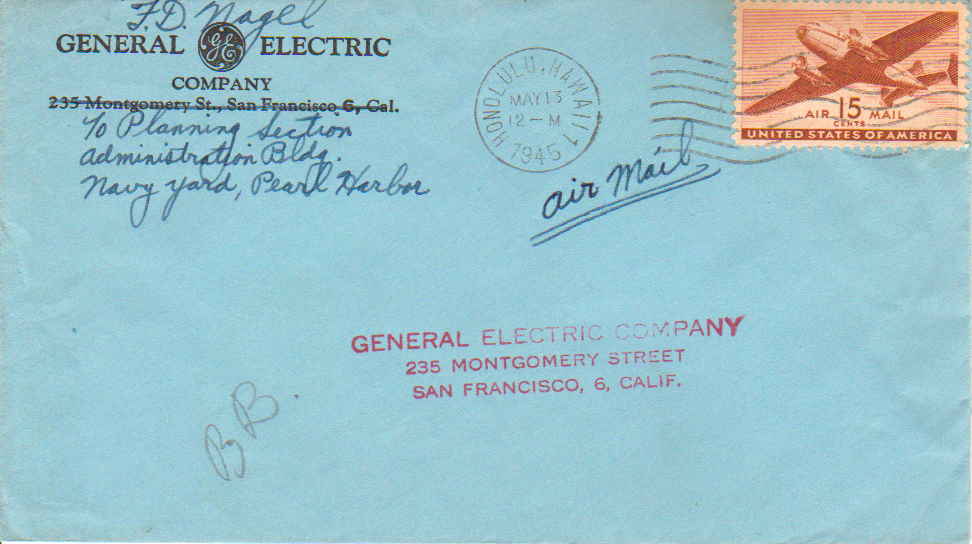 F.D. Nagel
GENERAL GE ELECTRIC
COMPANY
235 Montgomery St., San Francisco 6, Cal.
% Planning Section
Administration Bldg.
Navy Yard, Pearl Harbor
HONOLULU, HAWAII 1
MAY 13
12 - M
1945
AIR 15 MAIL
CENTS
UNITED STATES OF AMERICA
air mail
GENERAL ELECTRIC COMPANY
235 MONTGOMERY STREET
SAN FRANCISCO, 6, CALIF.